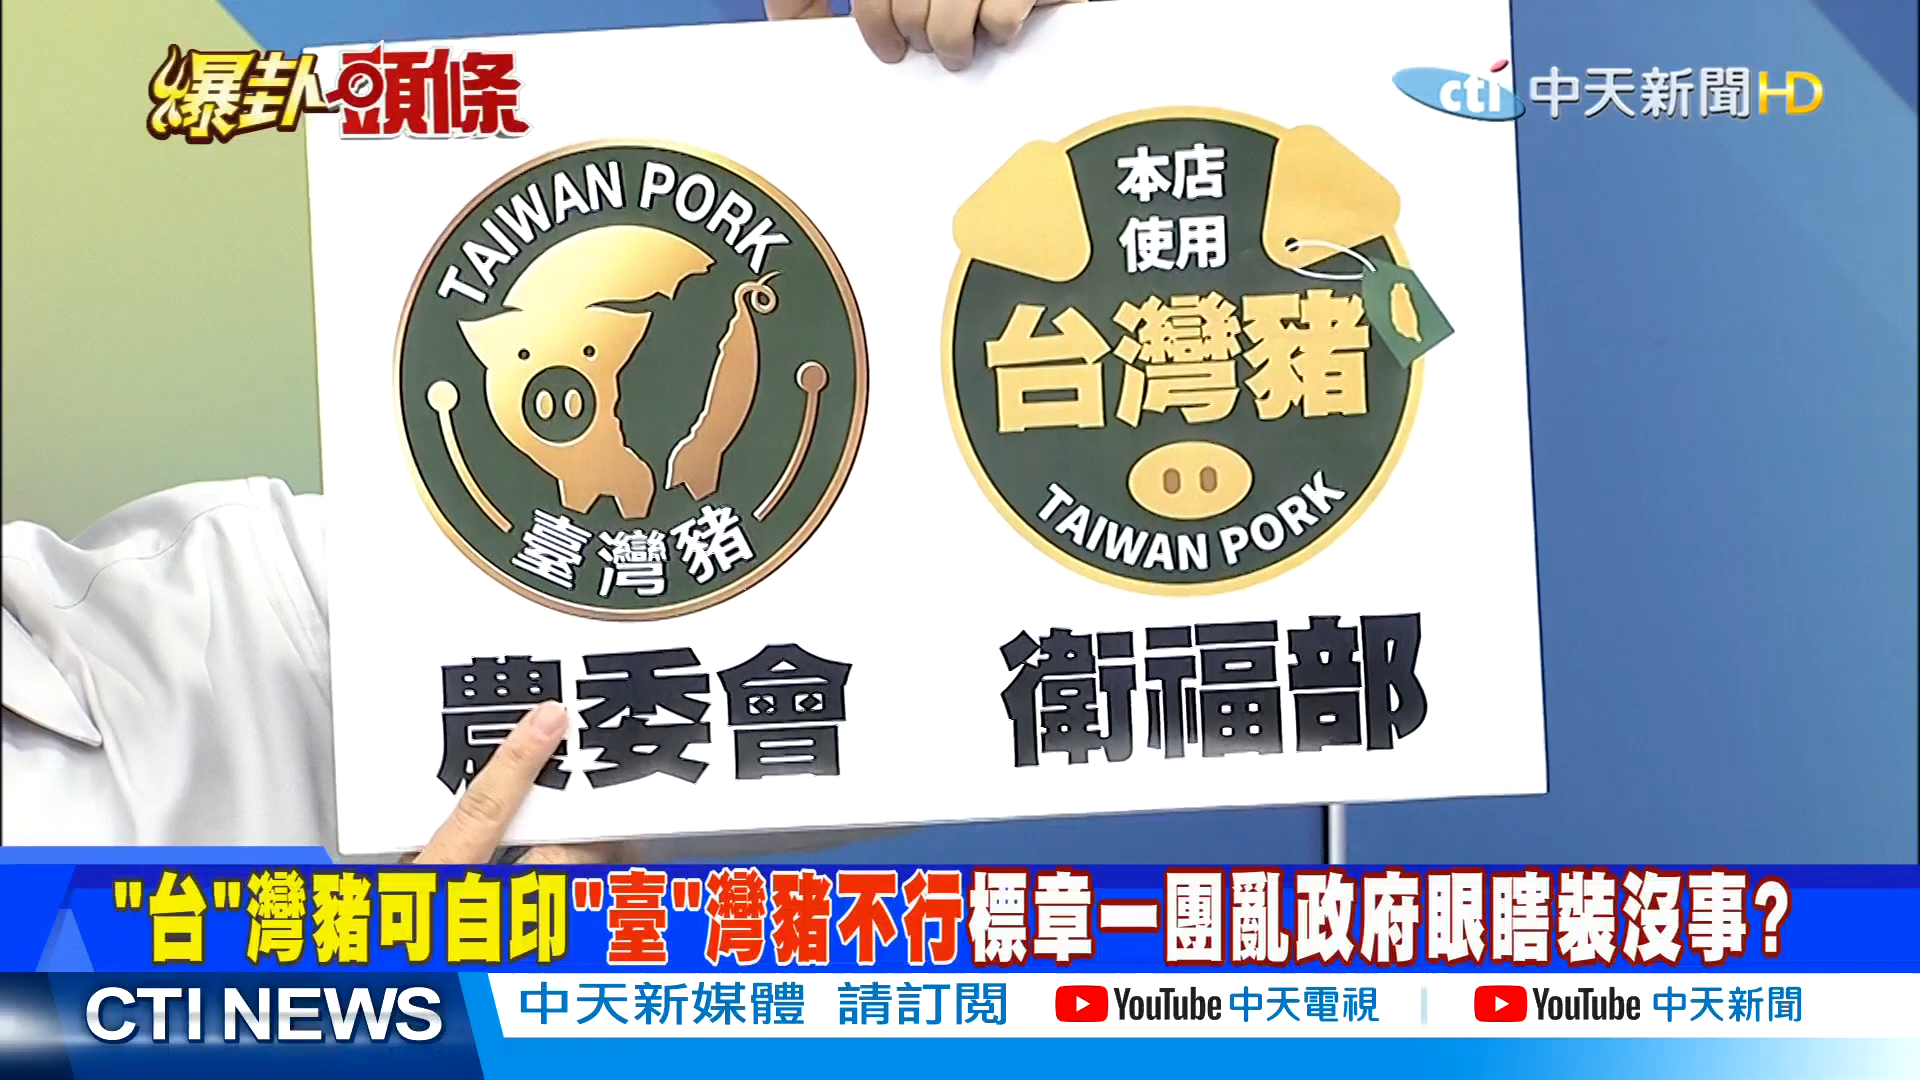 爆卦頭條
cti 中天新聞HD
TAIWAN PORK
臺灣豬
農委會
本店
使用
台灣豬
TAIWAN PORK
衛福部
"台"灣豬可自印"臺"灣豬不行標章一團亂政府眼瞎裝沒事?
CTI NEWS
中天新媒體 請訂閱 YouTube 中天電視 | YouTube 中天新聞